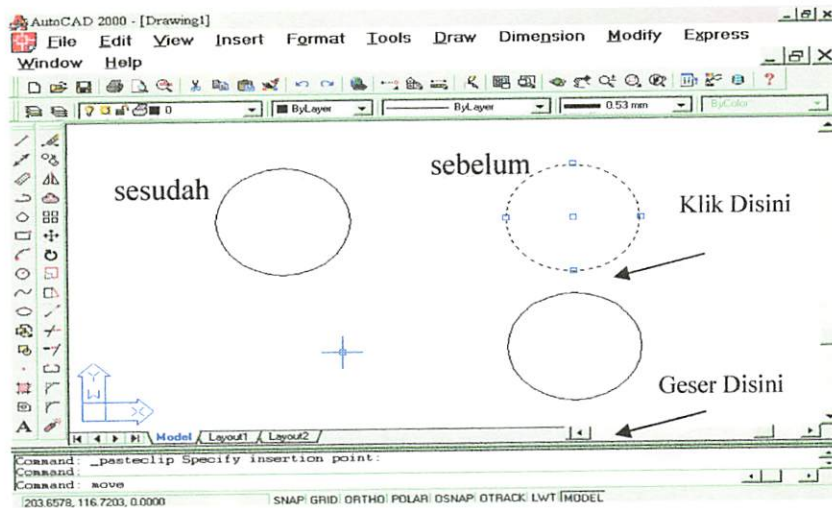 AutoCAD 2000 - [Drawing1]
File Edit View Insert Format Tools Draw Dimension Modify Express
Window Help
0 ByLayer ByLayer 0.53 mm ByColor
sesudah
sebelum
Klik Disini
Geser Disini
Y
W
X
A
Model Layout1 Layout2
Command: _pasteclip Specify insertion point:
Command:
Command: move
203.6578, 116.7203, 0.0000 SNAP GRID ORTHO POLAR OSNAP OTRACK LWT MODEL